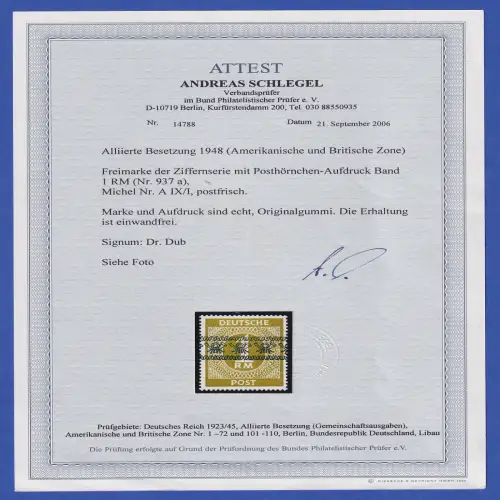 ATTEST
ANDREAS SCHLEGEL
Verbandsprüfer
im Bund Philatelistischer Prüfer e. V.
D-10719 Berlin, Kurfürstendamm 200, Tel 030 88550935
Nr. 14788 Datum 21. September 2006
Alliierte Besetzung 1948 (Amerikanische und Britische Zone)
Freimarke der Ziffernserie mit Posthörnchen-Aufdruck Band
1 RM (Nr. 937 a),
Michel Nr. A IX/I, postfrisch.
Marke und Aufdruck sind echt, Originalgummi. Die Erhaltung
ist einwandfrei.
Signum: Dr. Dub
Siehe Foto
DEUTSCHE
RM
POST
Prüfgebiete: Deutsches Reich 1923/45, Alliierte Besetzung (Gemeinschaftsausgaben),
Amerikanische und Britische Zone Nr. 1 –72 und 101 -110, Berlin, Bundesrepublik Deutschland, Libau
Die Prüfung erfolgte auf Grund der Prüfordnung des Bundes Philatelistischer Prüfer e.V.